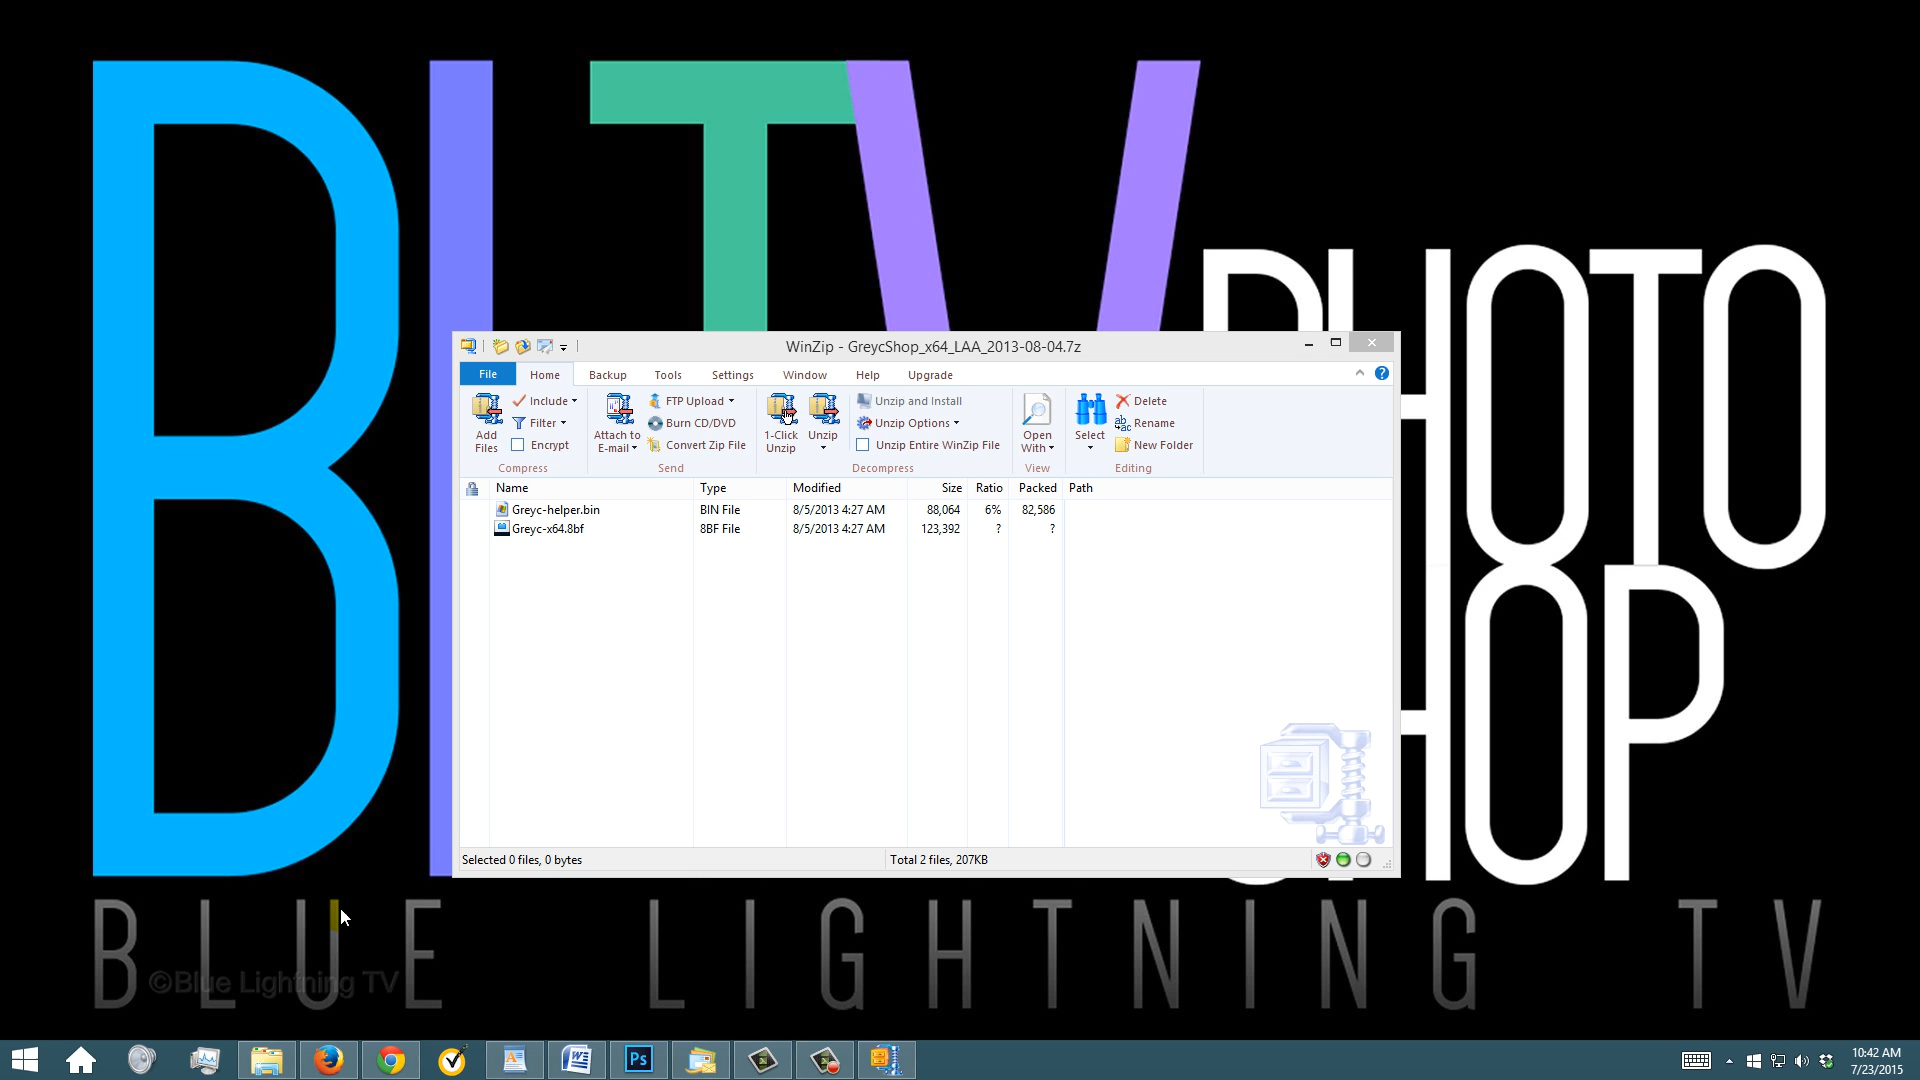 BLTV
PHOTO
SHOP
WinZip - GreycShop_x64_LAA_2013-08-04.7z
File Home Backup Tools Settings Window Help Upgrade
Add Files
Include
Filter
Encrypt
Compress
Attach to E-mail
FTP Upload
Burn CD/DVD
Convert Zip File
Send
1-Click Unzip
Unzip
Unzip and Install
Unzip Options
Unzip Entire WinZip File
Decompress
Open With
View
Select
Delete
Rename
New Folder
Editing
Name Type Modified Size Ratio Packed Path
Greyc-helper.bin BIN File 8/5/2013 4:27 AM 88,064 6% 82,586
Greyc-x64.8bf 8BF File 8/5/2013 4:27 AM 123,392 ? ?
Selected 0 files, 0 bytes Total 2 files, 207KB
BLUE LIGHTNING TV
©Blue Lightning TV
Ps
10:42 AM
7/23/2015